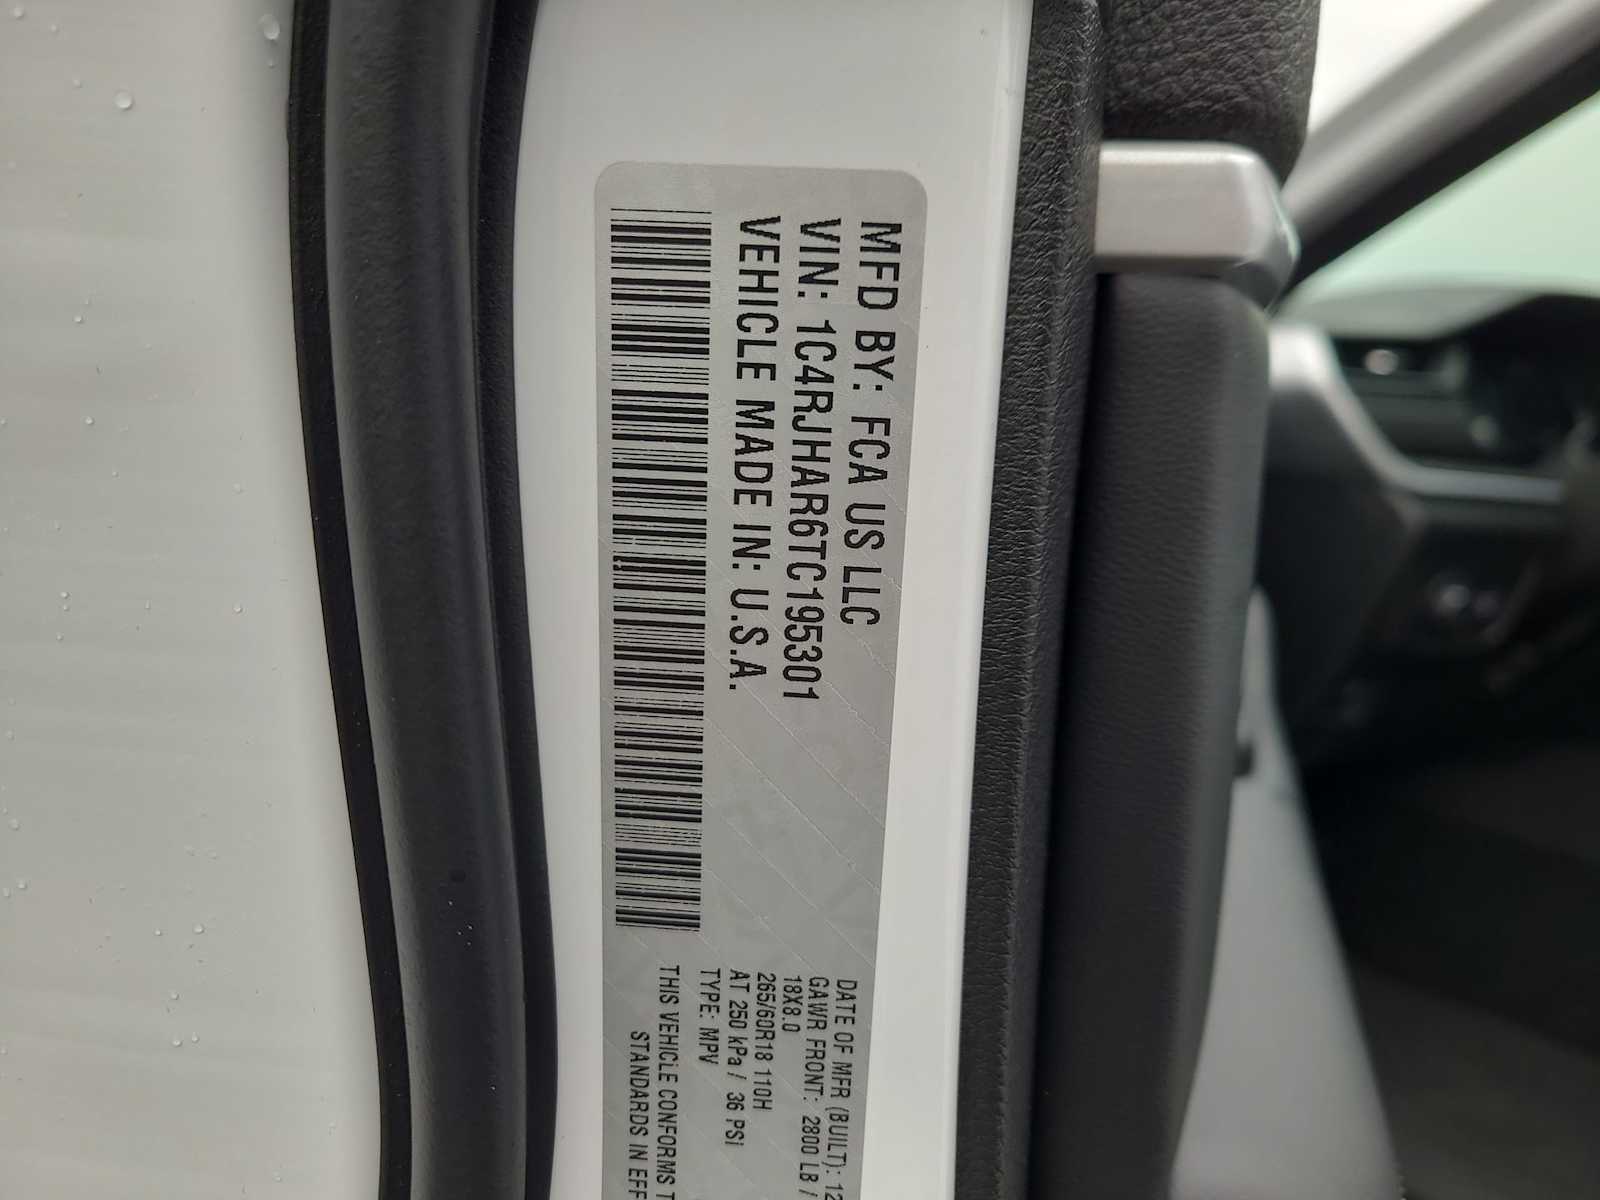 MFD BY: FCA US LLC
VIN: 1C4RJHAR6TC195301
VEHICLE MADE IN: U.S.A.
DATE OF MFR (BUILT): 12
GAWR FRONT: 2800 LB /
18X8.0
265/60R18 110H
AT 250 kPa / 36 PSI
TYPE: MPV
THIS VEHICLE CONFORMS T
STANDARDS IN EFF